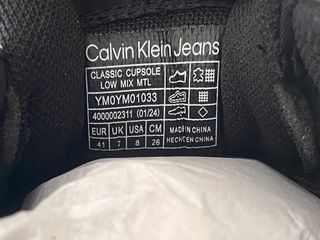 Calvin Klein Jeans
CLASSIC CUPSOLE
LOW MIX MTL
YM0YM01033
4000002311 (01/24)
EUR UK USA CM
41 7 8 26
MADE IN CHINA
HECHO EN CHINA